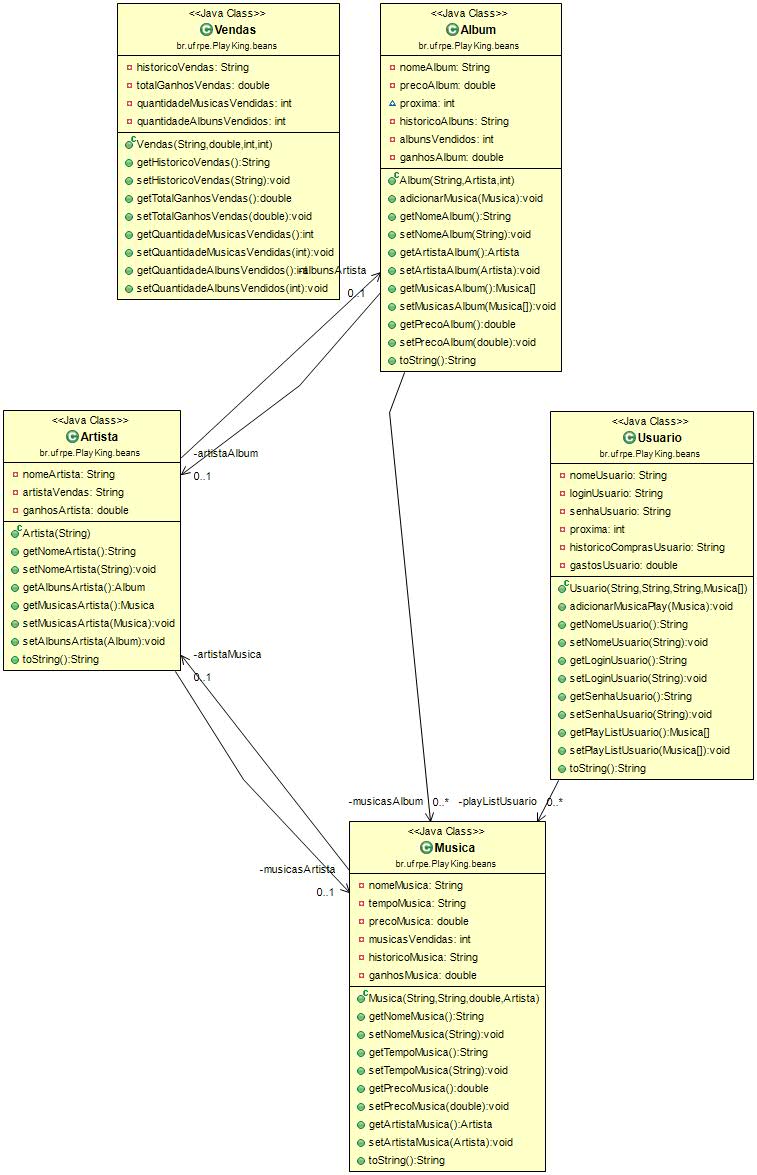 <<Java Class>>
Vendas
br.ufrpe.PlayKing.beans
historicoVendas: String
totalGanhosVendas: double
quantidadeMusicasVendidas: int
quantidadeAlbunsVendidos: int
Vendas(String,double,int,int)
getHistoricoVendas():String
setHistoricoVendas(String):void
getTotalGanhosVendas():double
setTotalGanhosVendas(double):void
getQuantidadeMusicasVendidas():int
setQuantidadeMusicasVendidas(int):void
getQuantidadeAlbunsVendidos():int
setQuantidadeAlbunsVendidos(int):void
<<Java Class>>
Album
br.ufrpe.PlayKing.beans
nomeAlbum: String
precoAlbum: double
proxima: int
historicoAlbuns: String
albunsVendidos: int
ganhosAlbum: double
Album(String,Artista,int)
adicionarMusica(Musica):void
getNomeAlbum():String
setNomeAlbum(String):void
getArtistaAlbum():Artista
setArtistaAlbum(Artista):void
getMusicasAlbum():Musica[]
setMusicasAlbum(Musica[]):void
getPrecoAlbum():double
setPrecoAlbum(double):void
toString():String
-albunsArtista
0..1
<<Java Class>>
Artista
br.ufrpe.PlayKing.beans
nomeArtista: String
artistaVendas: String
ganhosArtista: double
Artista(String)
getNomeArtista():String
setNomeArtista(String):void
getAlbunsArtista():Album
getMusicasArtista():Musica
setMusicasArtista(Musica):void
setAlbunsArtista(Album):void
toString():String
-artistaAlbum
0..1
<<Java Class>>
Usuario
br.ufrpe.PlayKing.beans
nomeUsuario: String
loginUsuario: String
senhaUsuario: String
proxima: int
historicoComprasUsuario: String
gastosUsuario: double
Usuario(String,String,String,Musica[])
adicionarMusicaPlay(Musica):void
getNomeUsuario():String
setNomeUsuario(String):void
getLoginUsuario():String
setLoginUsuario(String):void
getSenhaUsuario():String
setSenhaUsuario(String):void
getPlayListUsuario():Musica[]
setPlayListUsuario(Musica[]):void
toString():String
-artistaMusica
0..1
-musicasAlbum 0..*
-playListUsuario 0..*
-musicasArtista
0..1
<<Java Class>>
Musica
br.ufrpe.PlayKing.beans
nomeMusica: String
tempoMusica: String
precoMusica: double
musicasVendidas: int
historicoMusica: String
ganhosMusica: double
Musica(String,String,double,Artista)
getNomeMusica():String
setNomeMusica(String):void
getTempoMusica():String
setTempoMusica(String):void
getPrecoMusica():double
setPrecoMusica(double):void
getArtistaMusica():Artista
setArtistaMusica(Artista):void
toString():String